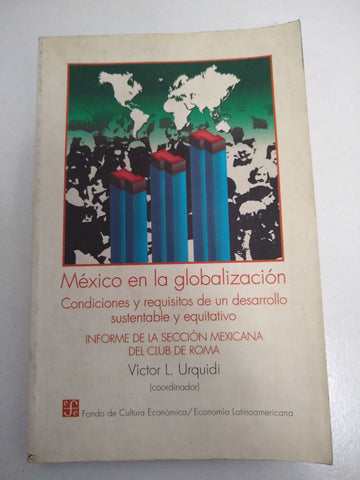 México en la globalización
Condiciones y requisitos de un desarrollo
sustentable y equitativo
INFORME DE LA SECCIÓN MEXICANA
DEL CLUB DE ROMA
Víctor L. Urquidi
(coordinador)
Fondo de Cultura Económica/Economía Latinoamericana